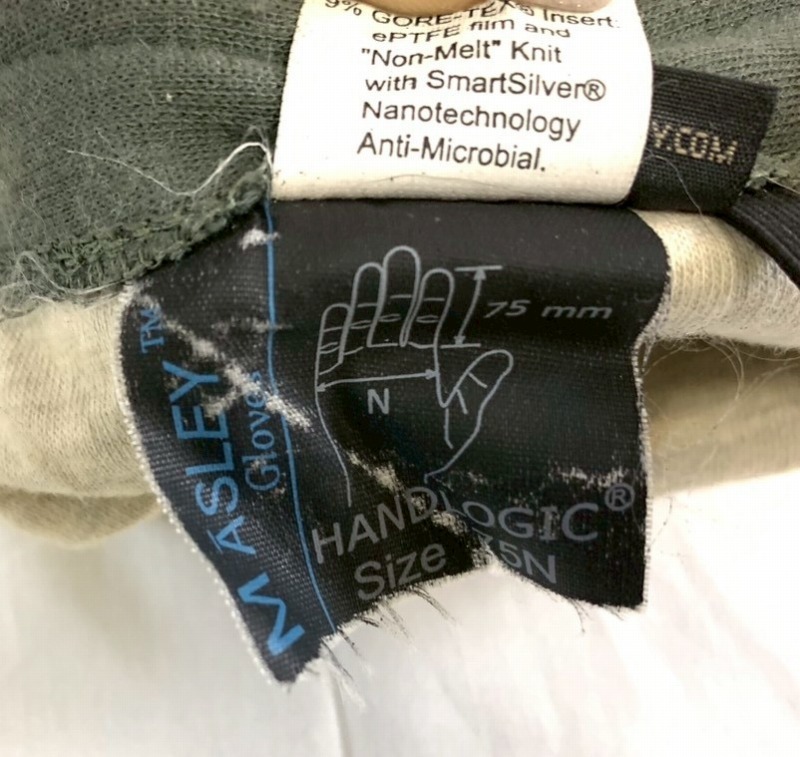 9% GORE-TEX® Insert:
ePTFE film and
"Non-Melt" Knit
with SmartSilver®
Nanotechnology
Anti-Microbial.
Y.COM
75 mm
N
MASLEY™
Gloves
HANDLOGIC®
Size 75N